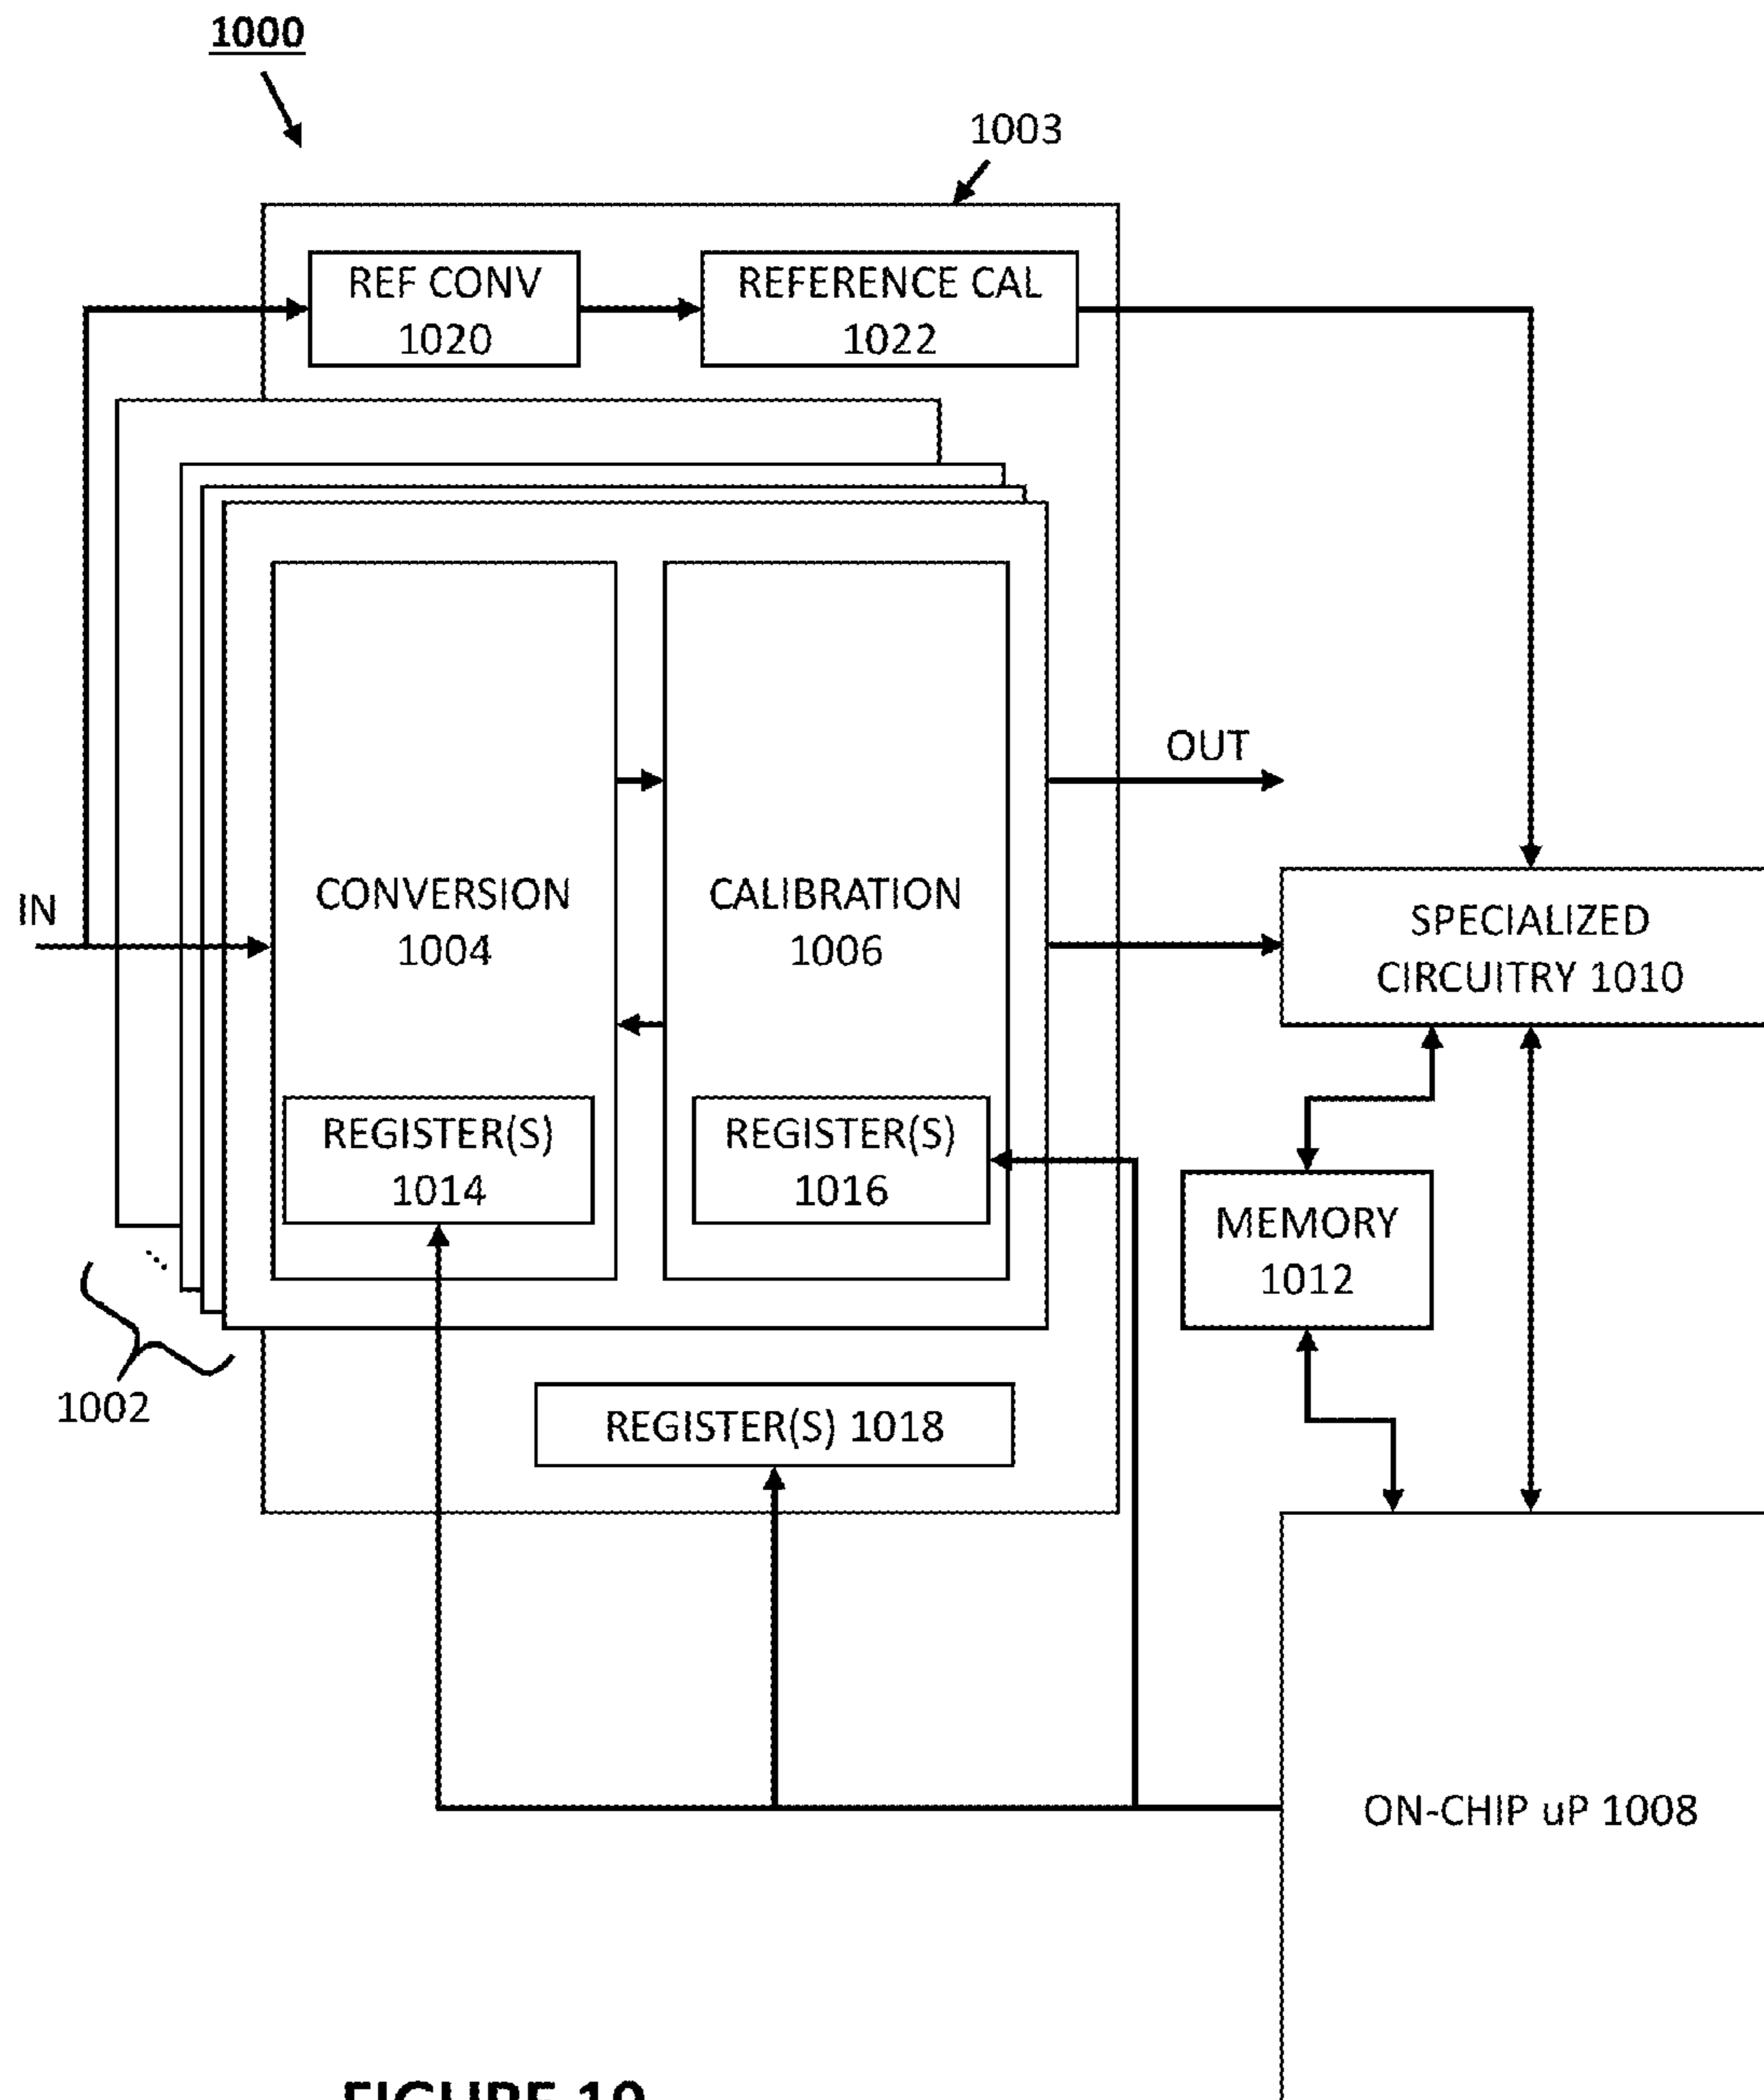 1000
1003
REF CONV
1020
REFERENCE CAL
1022
OUT
IN
CONVERSION
1004
CALIBRATION
1006
SPECIALIZED
CIRCUITRY 1010
REGISTER(S)
1014
REGISTER(S)
1016
MEMORY
1012
1002
REGISTER(S) 1018
ON-CHIP uP 1008